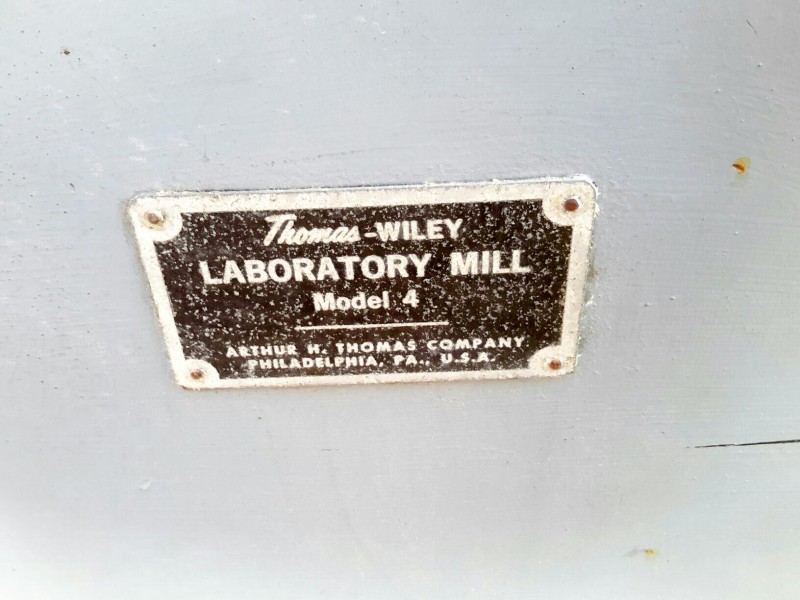 Thomas-WILEY
LABORATORY MILL
Model 4
ARTHUR H. THOMAS COMPANY
PHILADELPHIA, PA., U.S.A.